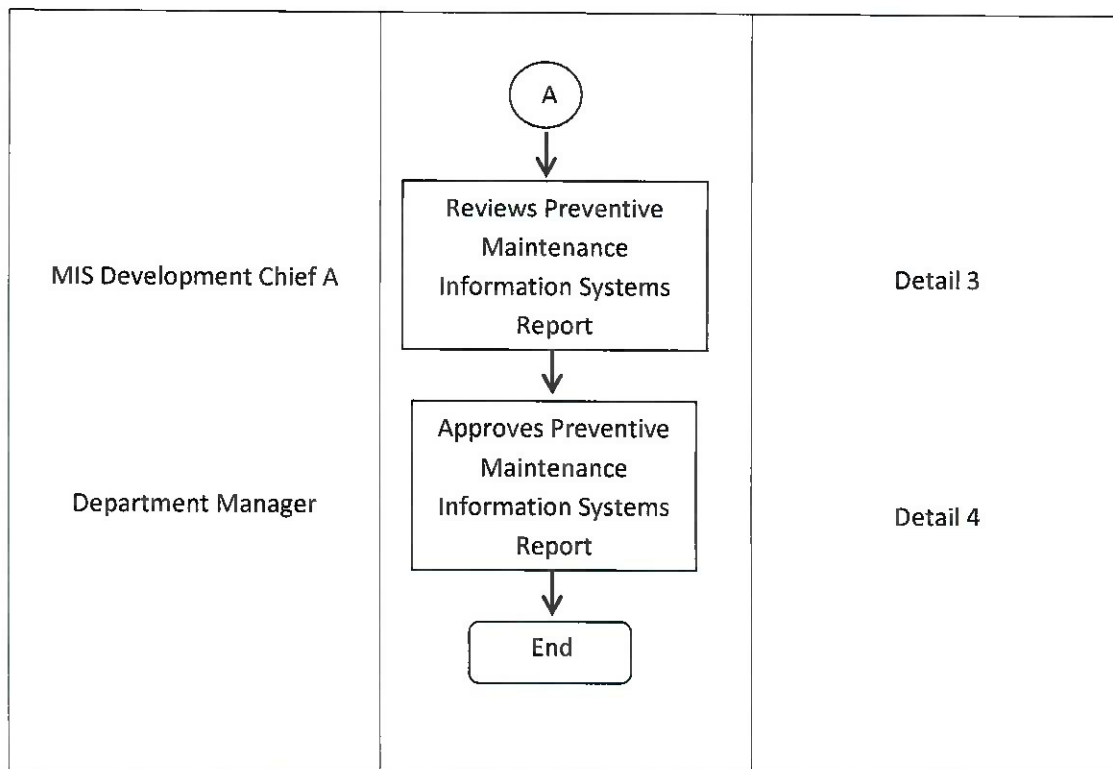 A
MIS Development Chief A
Reviews Preventive
Maintenance
Information Systems
Report
Detail 3
Department Manager
Approves Preventive
Maintenance
Information Systems
Report
Detail 4
End